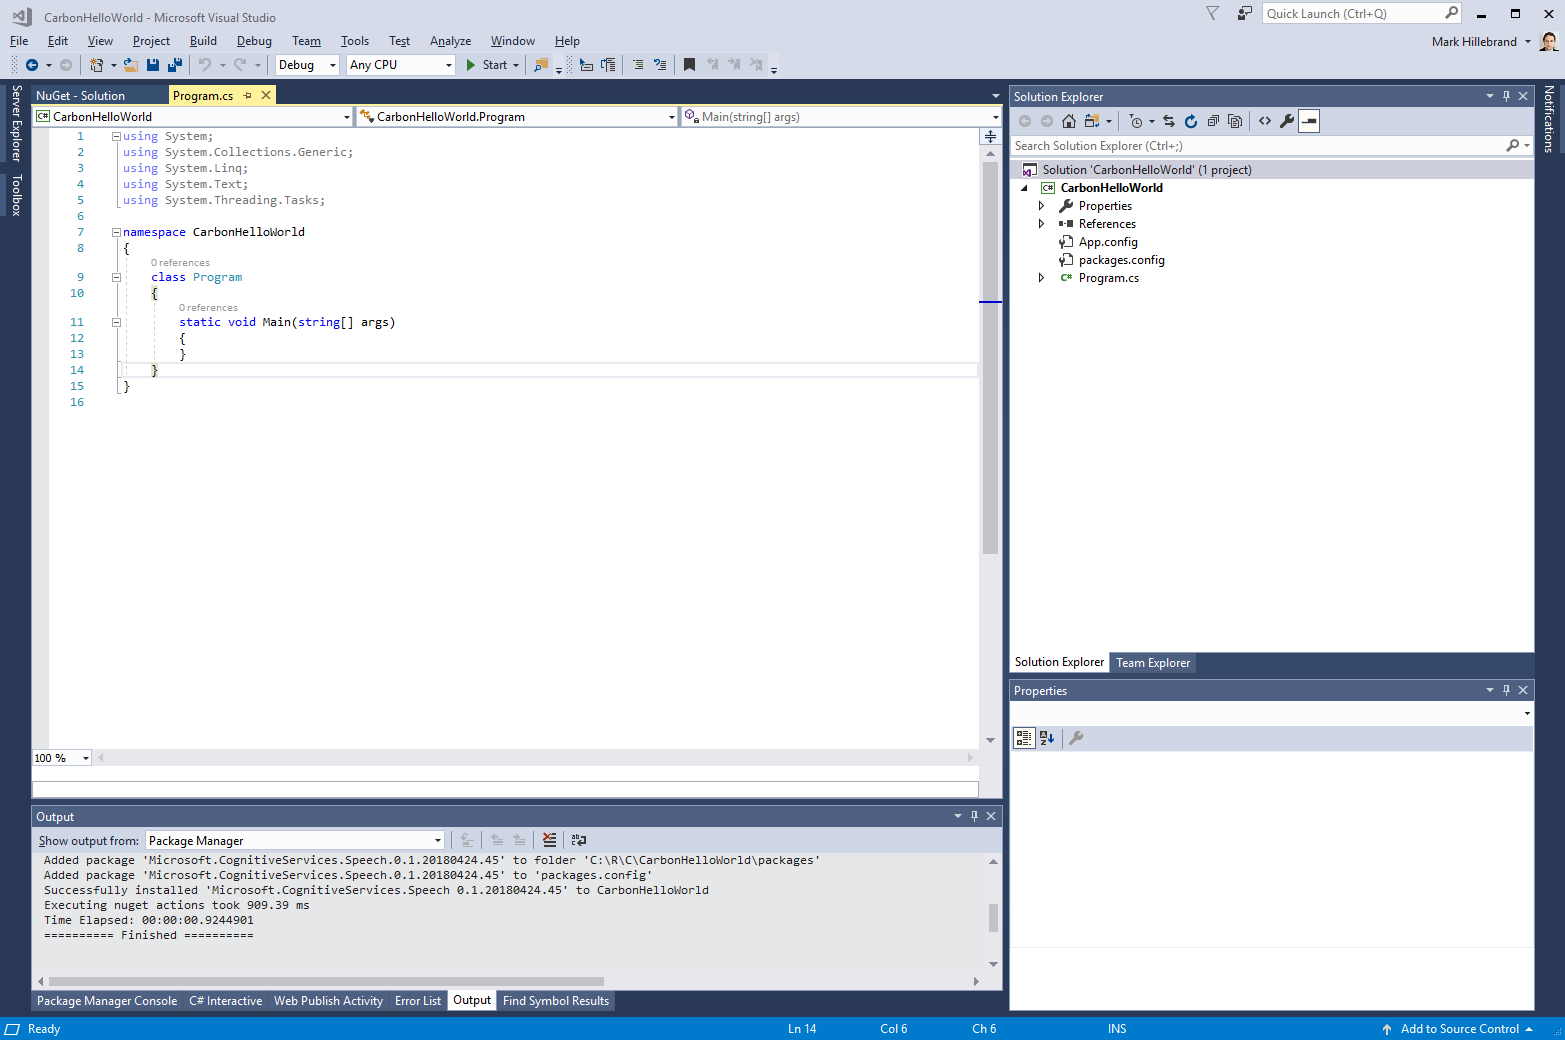 CarbonHelloWorld - Microsoft Visual Studio
Quick Launch (Ctrl+Q)
File Edit View Project Build Debug Team Tools Test Analyze Window Help
Mark Hillebrand
Debug Any CPU Start
Server Explorer
Toolbox
NuGet - Solution Program.cs
CarbonHelloWorld CarbonHelloWorld.Program Main(string[] args)
1 using System;
2 using System.Collections.Generic;
3 using System.Linq;
4 using System.Text;
5 using System.Threading.Tasks;
6
7 namespace CarbonHelloWorld
8 {
0 references
9 class Program
10 {
0 references
11 static void Main(string[] args)
12 {
13 }
14 }
15 }
16
100 %
Output
Show output from: Package Manager
Added package 'Microsoft.CognitiveServices.Speech.0.1.20180424.45' to folder 'C:\R\C\CarbonHelloWorld\packages'
Added package 'Microsoft.CognitiveServices.Speech.0.1.20180424.45' to 'packages.config'
Successfully installed 'Microsoft.CognitiveServices.Speech 0.1.20180424.45' to CarbonHelloWorld
Executing nuget actions took 909.39 ms
Time Elapsed: 00:00:00.9244901
========== Finished ==========
Package Manager Console C# Interactive Web Publish Activity Error List Output Find Symbol Results
Solution Explorer
Search Solution Explorer (Ctrl+;)
Solution 'CarbonHelloWorld' (1 project)
C# CarbonHelloWorld
Properties
References
App.config
packages.config
C# Program.cs
Solution Explorer Team Explorer
Properties
Notifications
Ready Ln 14 Col 6 Ch 6 INS Add to Source Control